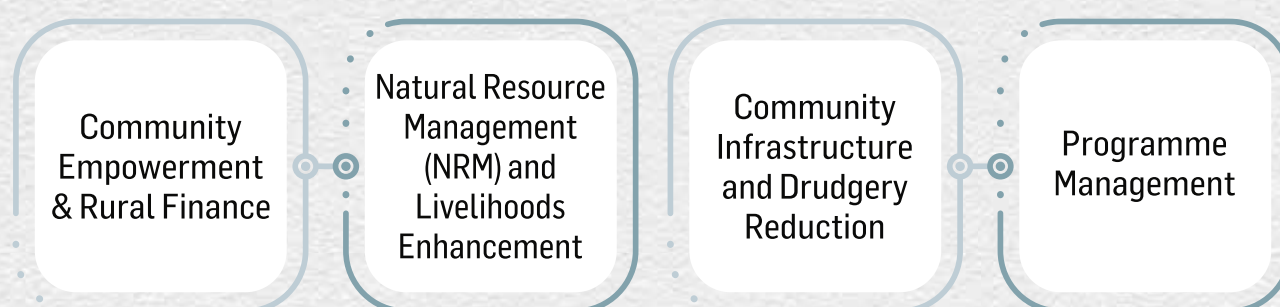 Community
Empowerment
& Rural Finance
Natural Resource
Management
(NRM) and
Livelihoods
Enhancement
Community
Infrastructure
and Drudgery
Reduction
Programme
Management